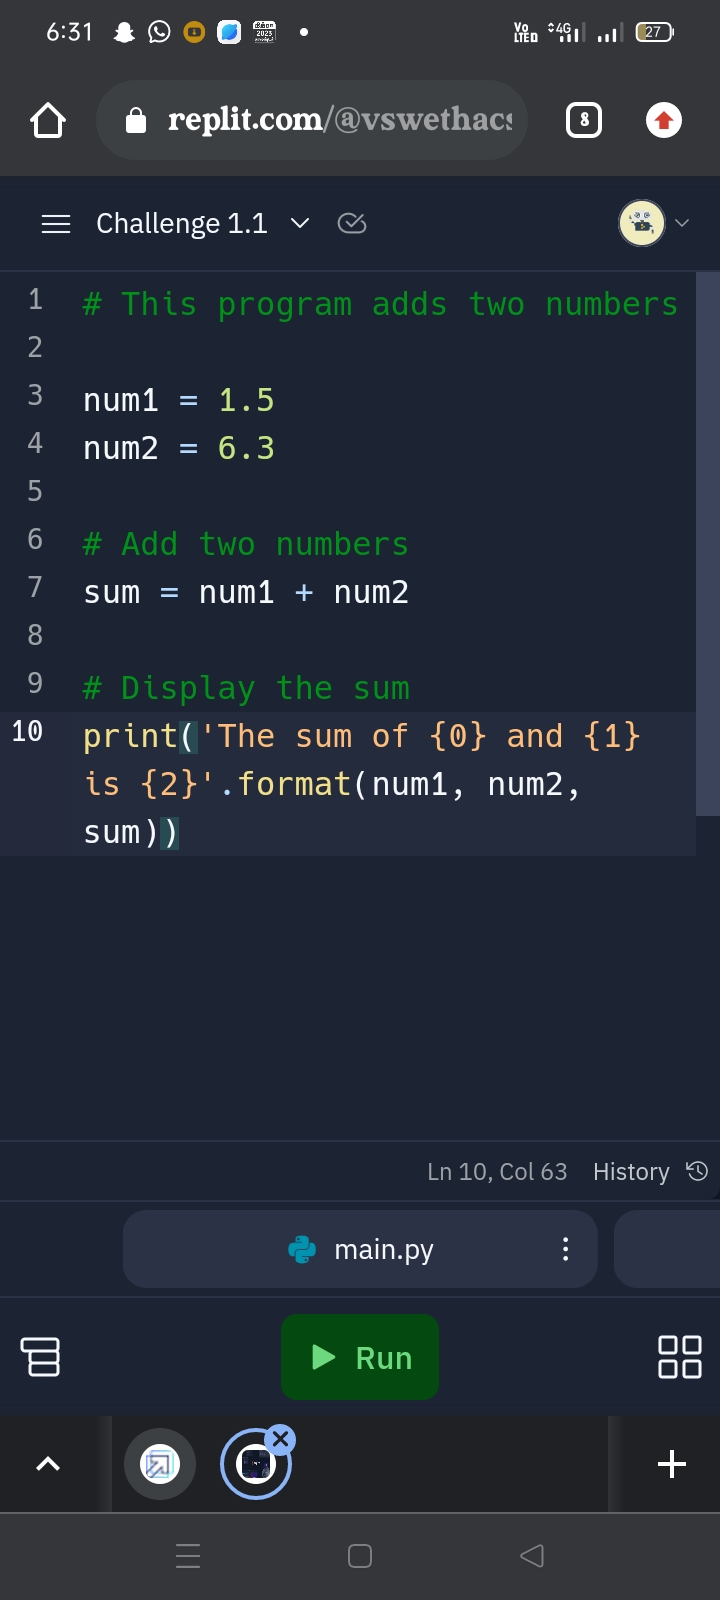 6:31
Vo LTED 4G 27
replit.com/@vswethacs
8
Challenge 1.1
1 # This program adds two numbers
2
3 num1 = 1.5
4 num2 = 6.3
5
6 # Add two numbers
7 sum = num1 + num2
8
9 # Display the sum
10 print('The sum of {0} and {1}
is {2}'.format(num1, num2,
sum))
Ln 10, Col 63 History
main.py
Run